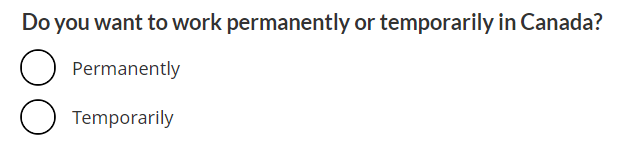 Do you want to work permanently or temporarily in Canada?
Permanently
Temporarily